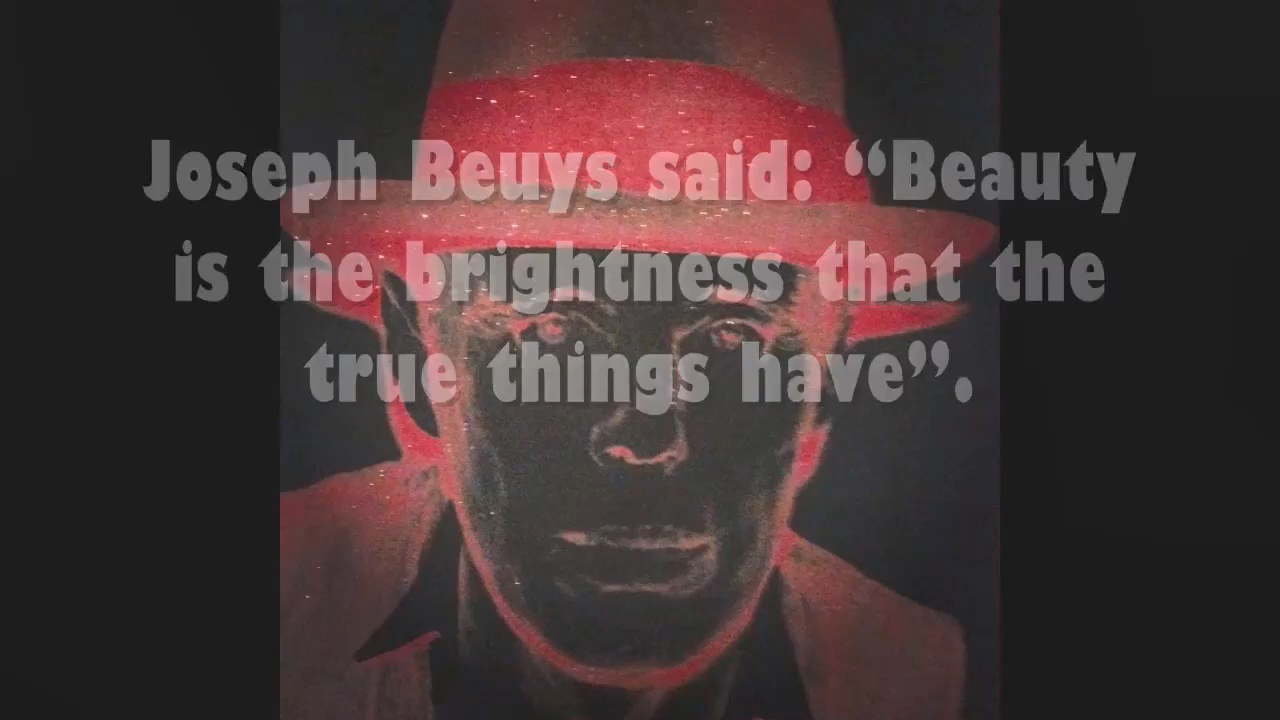 Joseph Beuys said: “Beauty
is the brightness that the
true things have”.